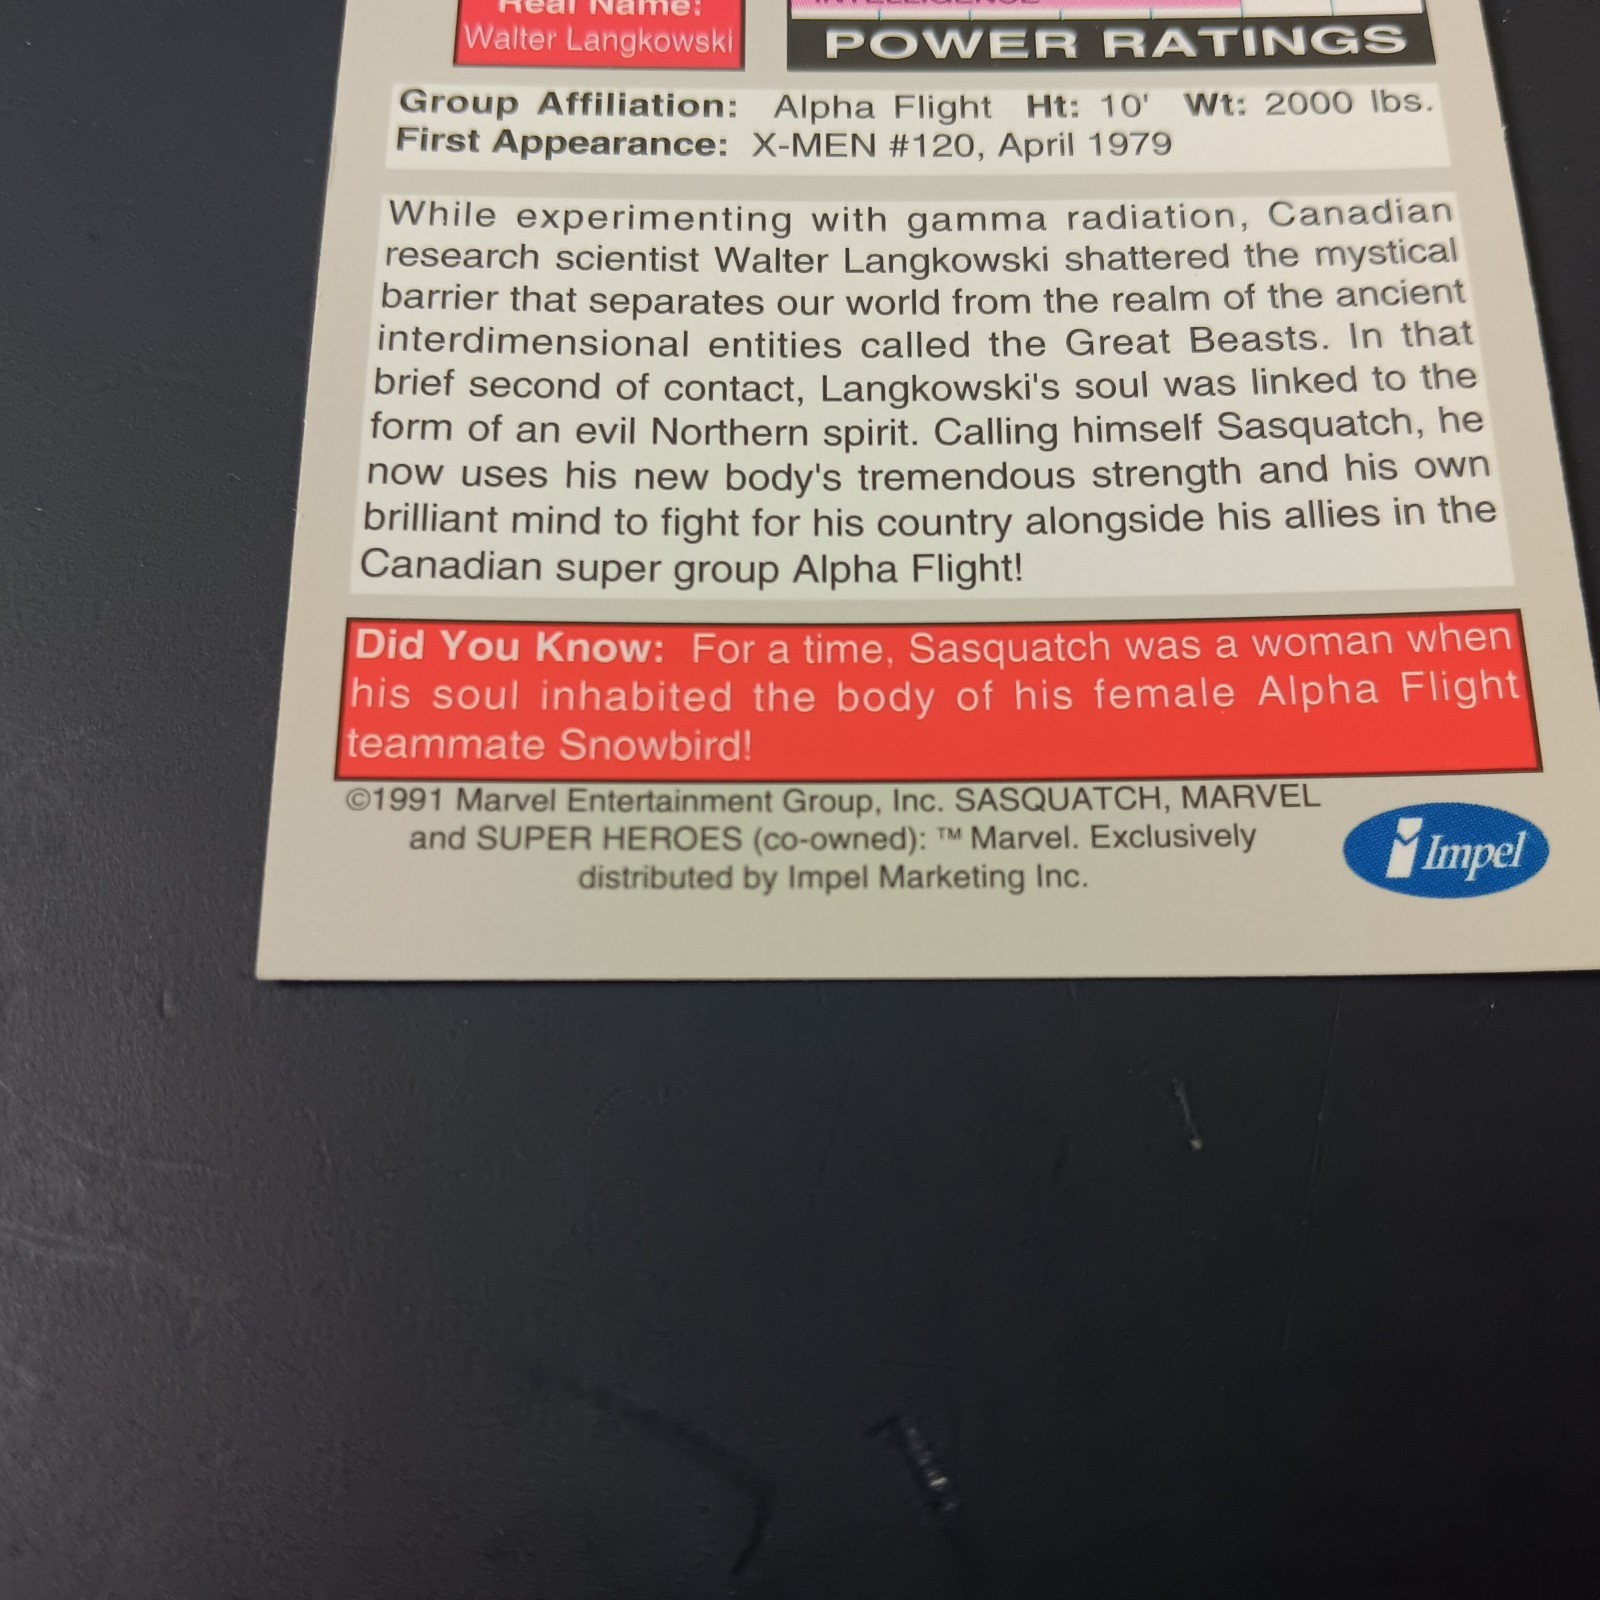 Real Name:
Walter Langkowski
INTELLIGENCE
POWER RATINGS
Group Affiliation: Alpha Flight Ht: 10' Wt: 2000 lbs.
First Appearance: X-MEN #120, April 1979
While experimenting with gamma radiation, Canadian
research scientist Walter Langkowski shattered the mystical
barrier that separates our world from the realm of the ancient
interdimensional entities called the Great Beasts. In that
brief second of contact, Langkowski's soul was linked to the
form of an evil Northern spirit. Calling himself Sasquatch, he
now uses his new body's tremendous strength and his own
brilliant mind to fight for his country alongside his allies in the
Canadian super group Alpha Flight!
Did You Know: For a time, Sasquatch was a woman when
his soul inhabited the body of his female Alpha Flight
teammate Snowbird!
©1991 Marvel Entertainment Group, Inc. SASQUATCH, MARVEL
and SUPER HEROES (co-owned): ™ Marvel. Exclusively
distributed by Impel Marketing Inc.
Impel